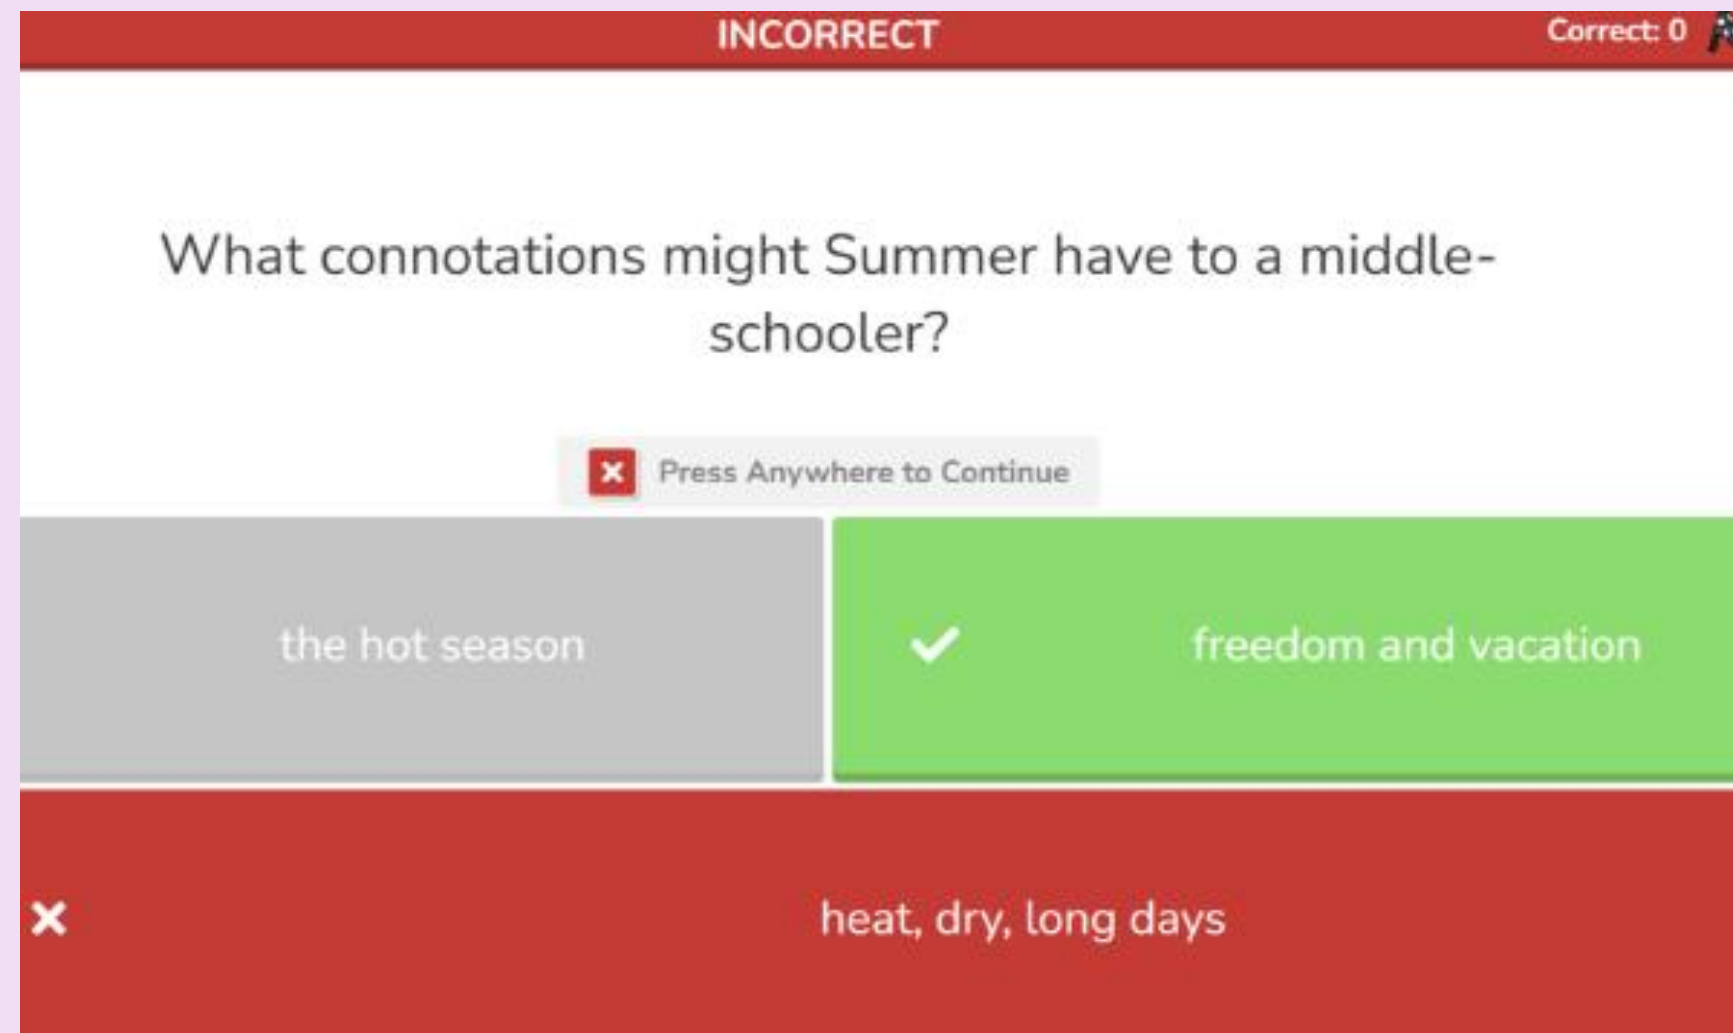 INCORRECT
Correct: 0
What connotations might Summer have to a middle-
schooler?
Press Anywhere to Continue
the hot season
freedom and vacation
heat, dry, long days